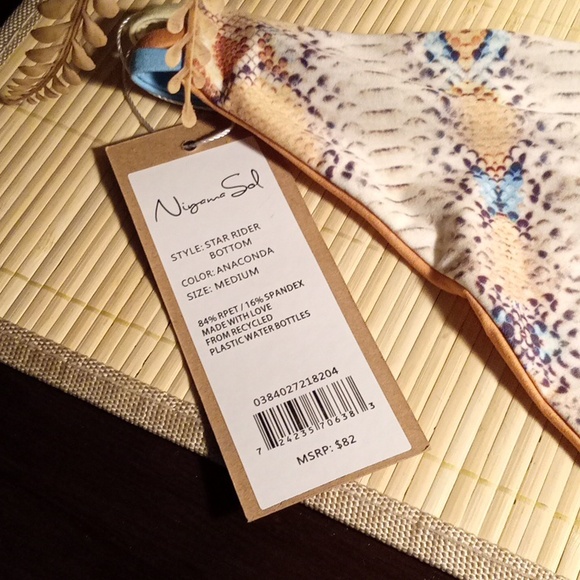 Niyama Sol
STYLE: STAR RIDER
BOTTOM
COLOR: ANACONDA
SIZE: MEDIUM
84% RPET / 16% SPANDEX
MADE WITH LOVE
FROM RECYCLED
PLASTIC WATER BOTTLES
0384027218204
7 24235 70638 3
MSRP: $82